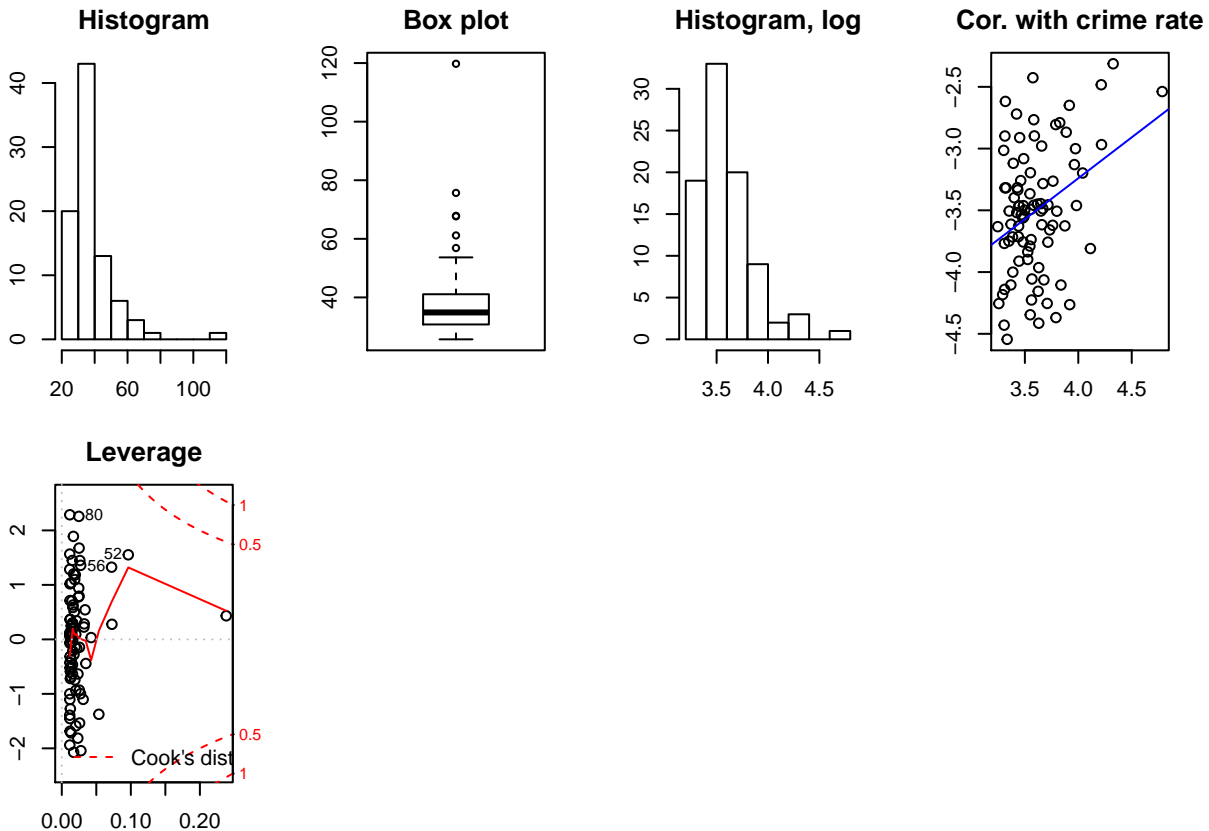 Histogram
0 10 20 30 40
20 60 100
Box plot
40 60 80 100 120
Histogram, log
0 5 10 15 20 25 30
3.5 4.0 4.5
Cor. with crime rate
−4.5 −4.0 −3.5 −3.0 −2.5
3.5 4.0 4.5
Leverage
−2 −1 0 1 2
80
52
56
1
0.5
0.5
1
Cook's dist
0.00 0.10 0.20